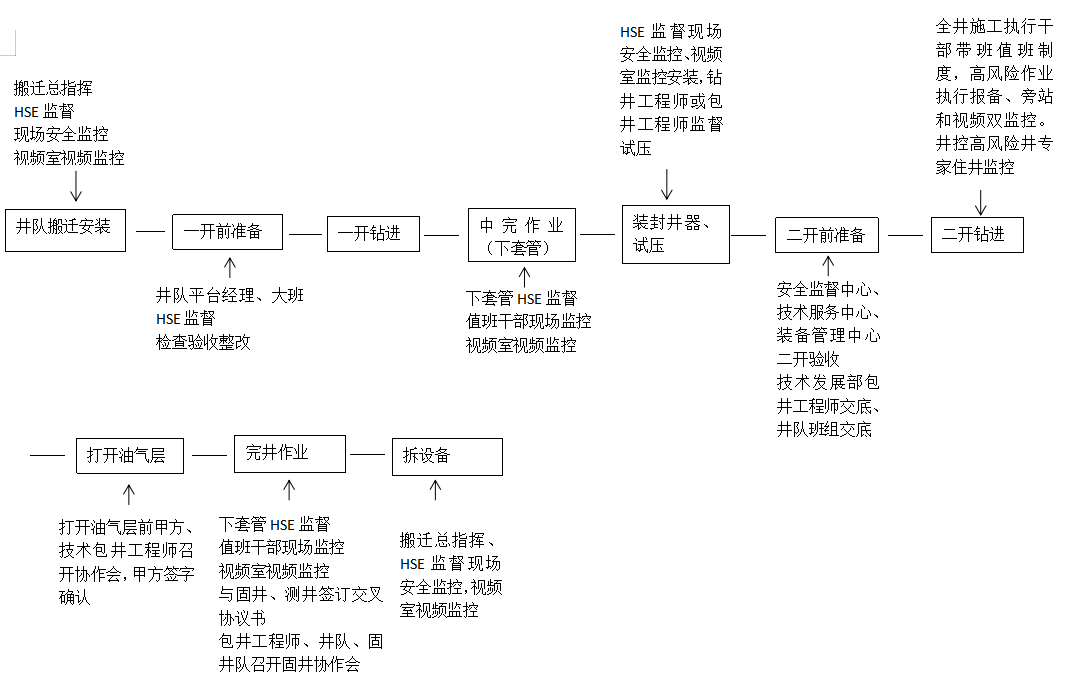 搬迁总指挥
HSE 监督
现场安全监控
视频室视频监控
HSE 监督现场
安全监控、视频
室监控安装，钻
井工程师或包
井工程师监督
试压
全井施工执行干
部带班值班制
度，高风险作业
执行报备、旁站
和视频双监控。
井控高风险井专
家住井监控
井队搬迁安装
一开前准备
一开钻进
中完作业
（下套管）
装封井器、
试压
二开前准备
二开钻进
井队平台经理、大班
HSE 监督
检查验收整改
下套管 HSE 监督
值班干部现场监控
视频室视频监控
安全监督中心、
技术服务中心、
装备管理中心
二开验收
技术发展部包
井工程师交底、
井队班组交底
打开油气层
完井作业
拆设备
打开油气层前甲方、
技术包井工程师召
开协作会，甲方签字
确认
下套管 HSE 监督
值班干部现场监控
视频室视频监控
与固井、测井签订交叉
协议书
包井工程师、井队、固
井队召开固井协作会
搬迁总指挥、
HSE 监督现场
安全监控，视频
室视频监控